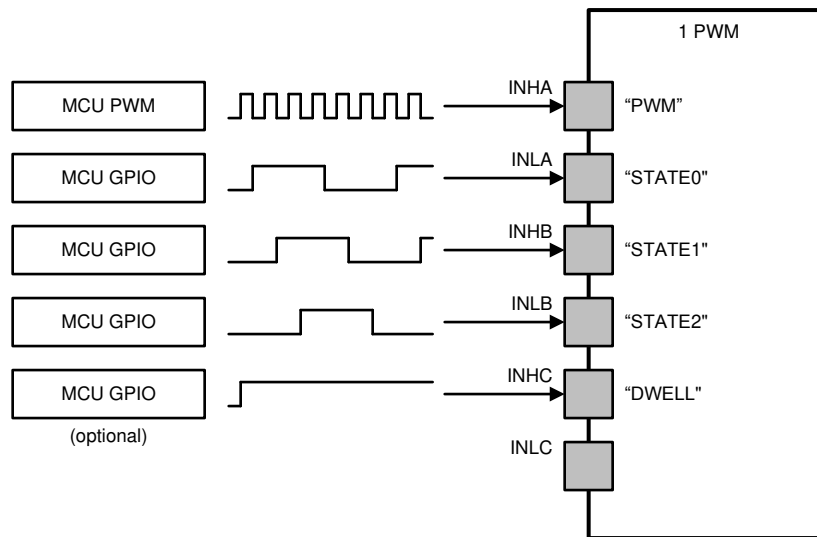 1 PWM
MCU PWM
INHA
“PWM”
MCU GPIO
INLA
“STATE0"
MCU GPIO
INHB
“STATE1"
MCU GPIO
INLB
“STATE2"
MCU GPIO
INHC
“DWELL"
(optional)
INLC